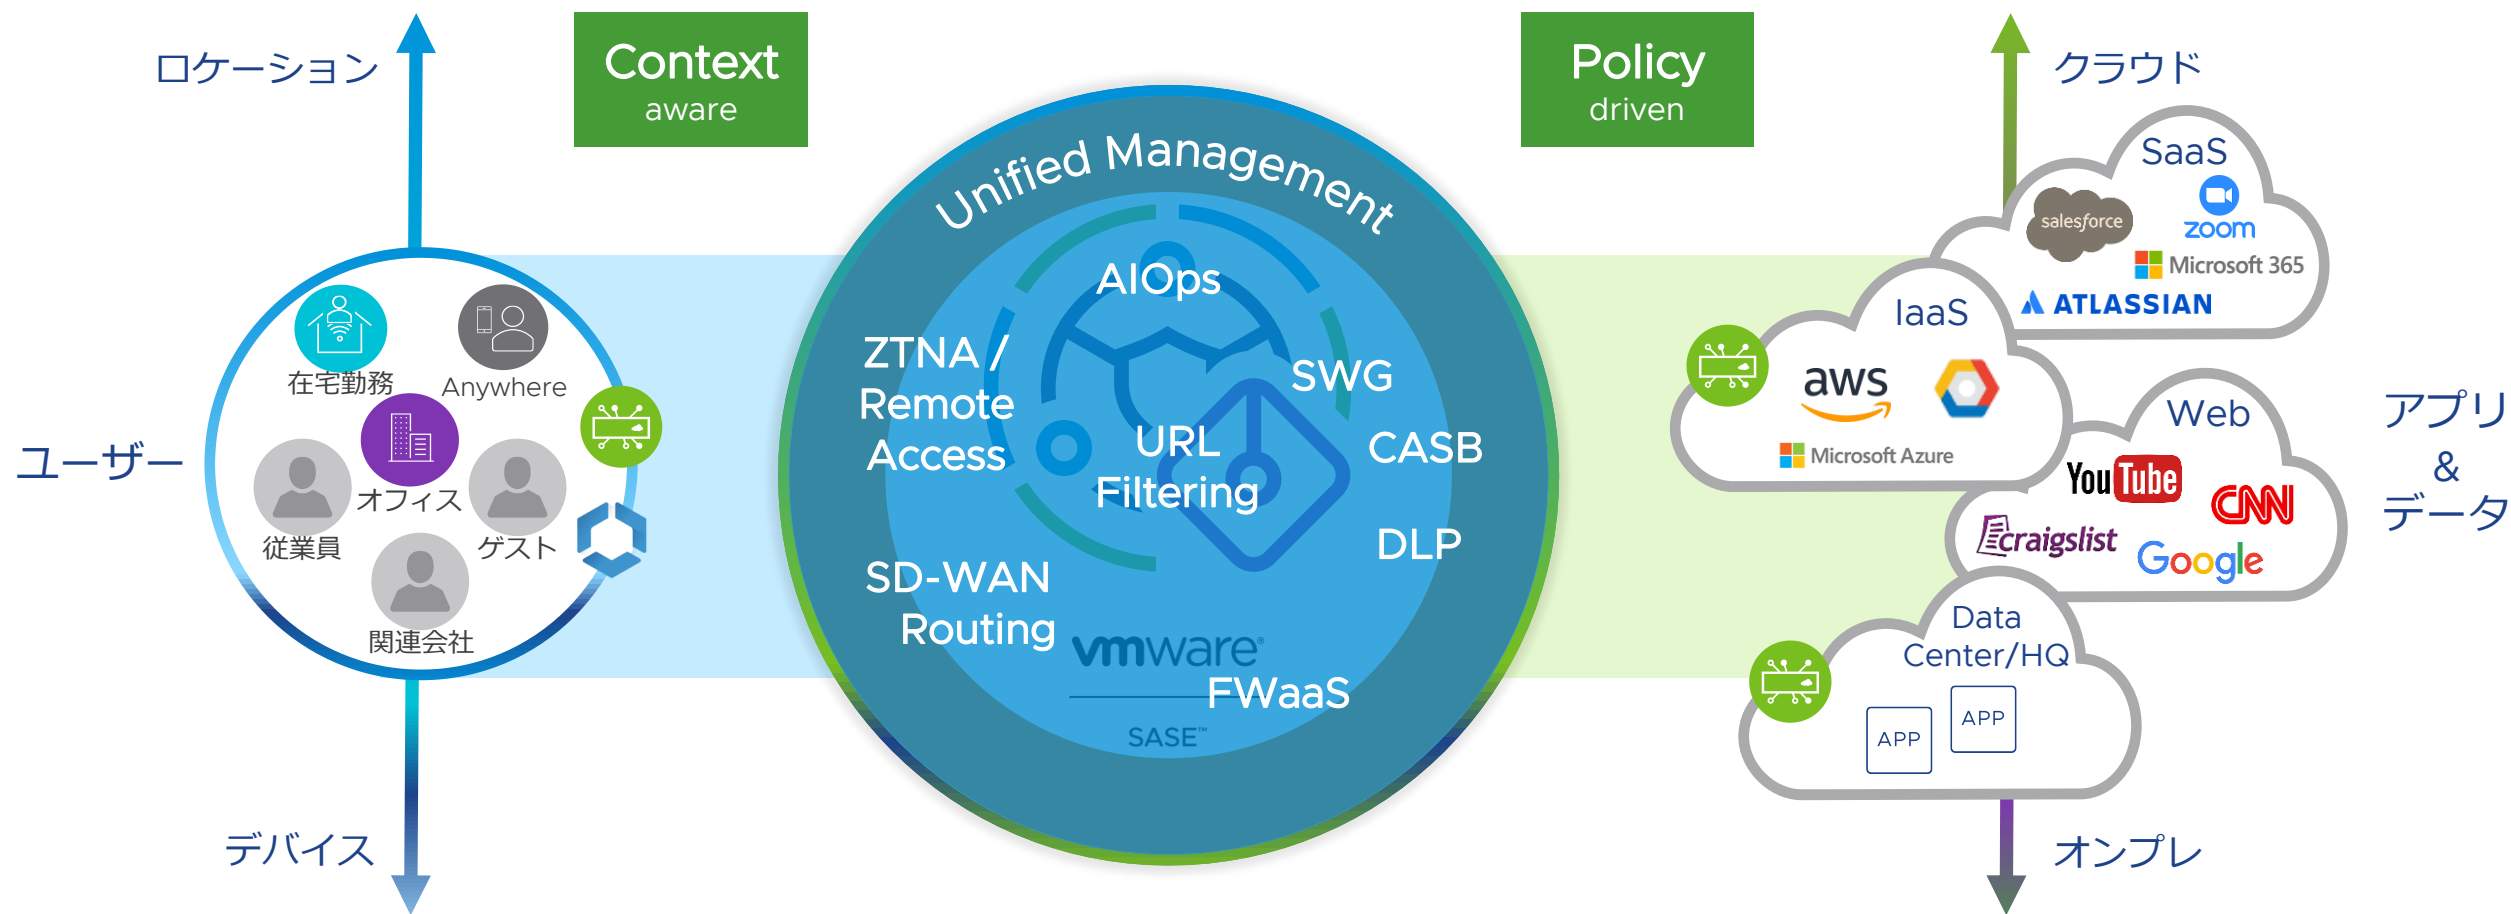 ロケーション
Context
aware
Policy
driven
クラウド
Unified Management
SaaS
salesforce
zoom
Microsoft 365
ATLASSIAN
AIOps
IaaS
ZTNA /
Remote
Access
SWG
aws
Microsoft Azure
在宅勤務
Anywhere
ユーザー
オフィス
従業員
ゲスト
関連会社
URL
Filtering
CASB
DLP
Web
YouTube
CNN
craigslist
Google
アプリ
&
データ
SD-WAN
Routing
vmware®
FWaaS
SASE™
Data
Center/HQ
APP
APP
デバイス
オンプレ